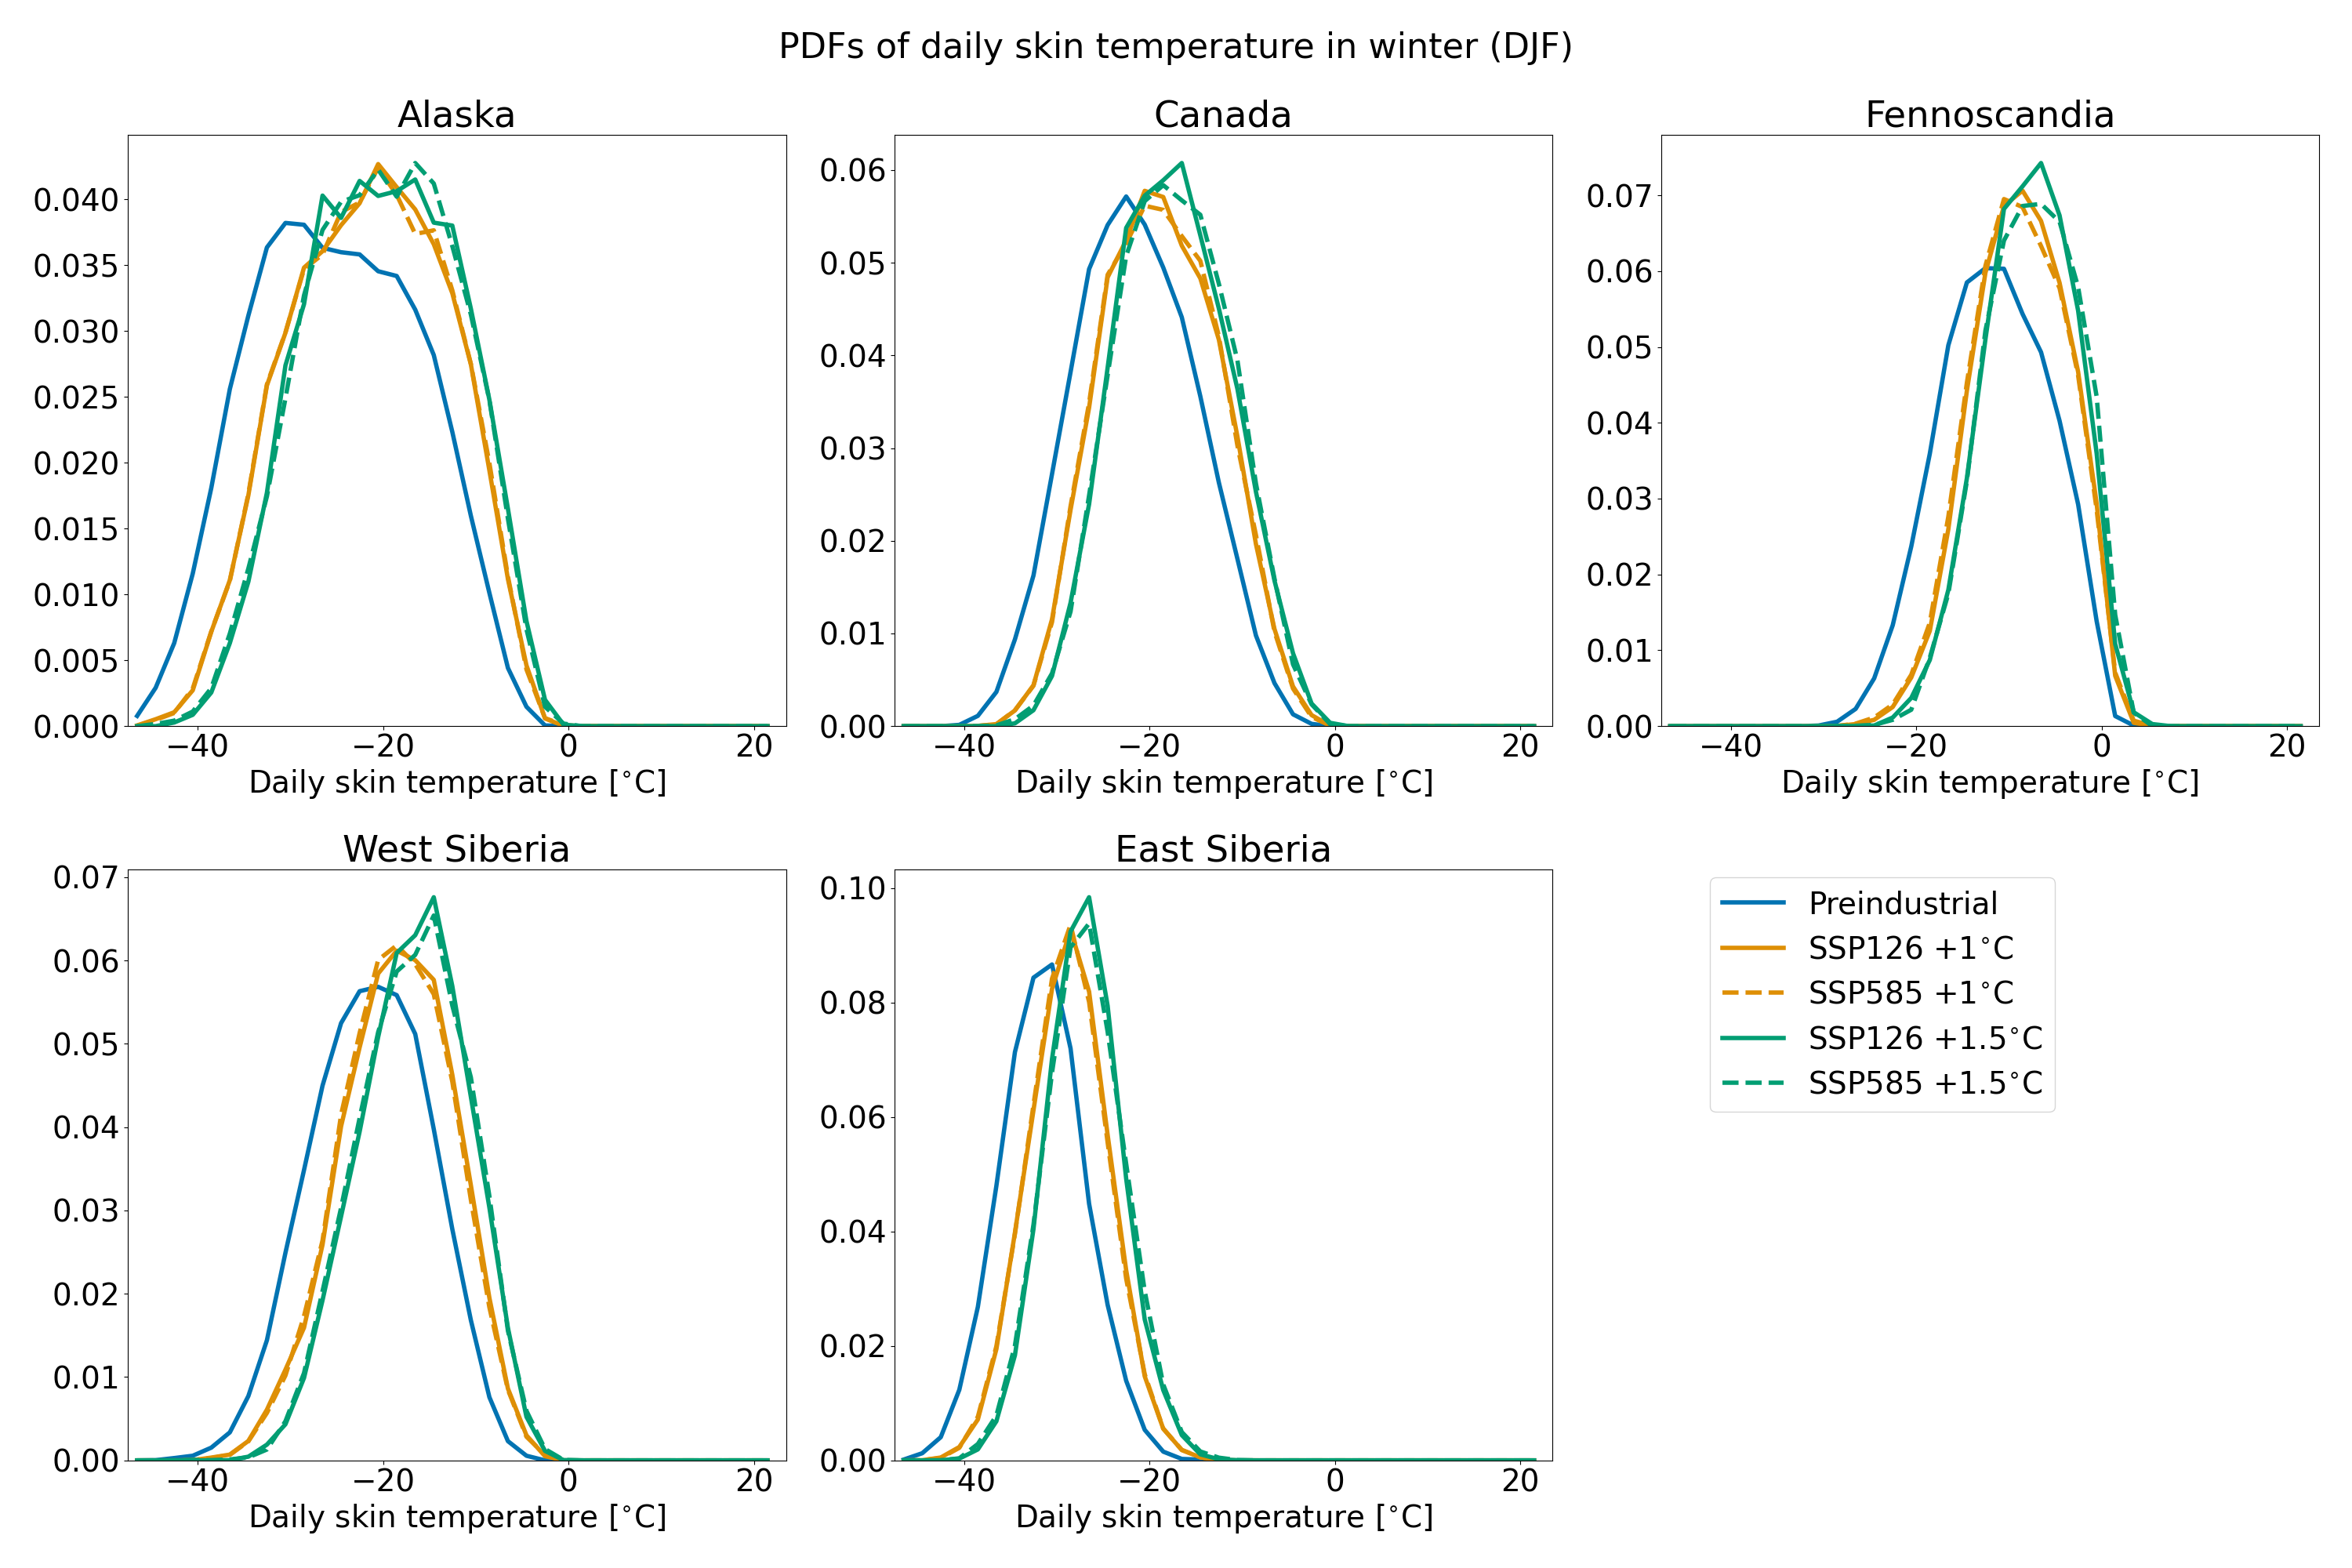 PDFs of daily skin temperature in winter (DJF)
Alaska
0.040
0.035
0.030
0.025
0.020
0.015
0.010
0.005
0.000
−40 −20 0 20
Daily skin temperature [°C]
Canada
0.06
0.05
0.04
0.03
0.02
0.01
0.00
−40 −20 0 20
Daily skin temperature [°C]
Fennoscandia
0.07
0.06
0.05
0.04
0.03
0.02
0.01
0.00
−40 −20 0 20
Daily skin temperature [°C]
West Siberia
0.07
0.06
0.05
0.04
0.03
0.02
0.01
0.00
−40 −20 0 20
Daily skin temperature [°C]
East Siberia
0.10
0.08
0.06
0.04
0.02
0.00
−40 −20 0 20
Daily skin temperature [°C]
Preindustrial
SSP126 +1°C
SSP585 +1°C
SSP126 +1.5°C
SSP585 +1.5°C